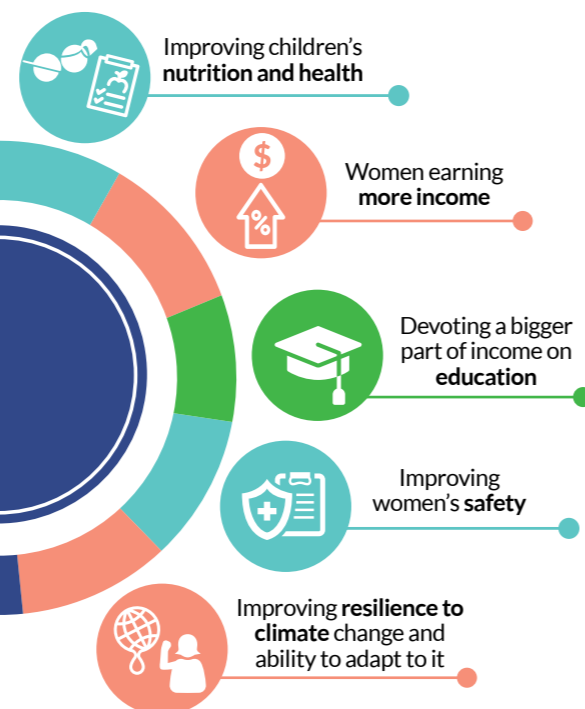 Improving children’s
nutrition and health
$
Women earning
more income
%
Devoting a bigger
part of income on
education
Improving
women’s safety
Improving resilience to
climate change and
ability to adapt to it